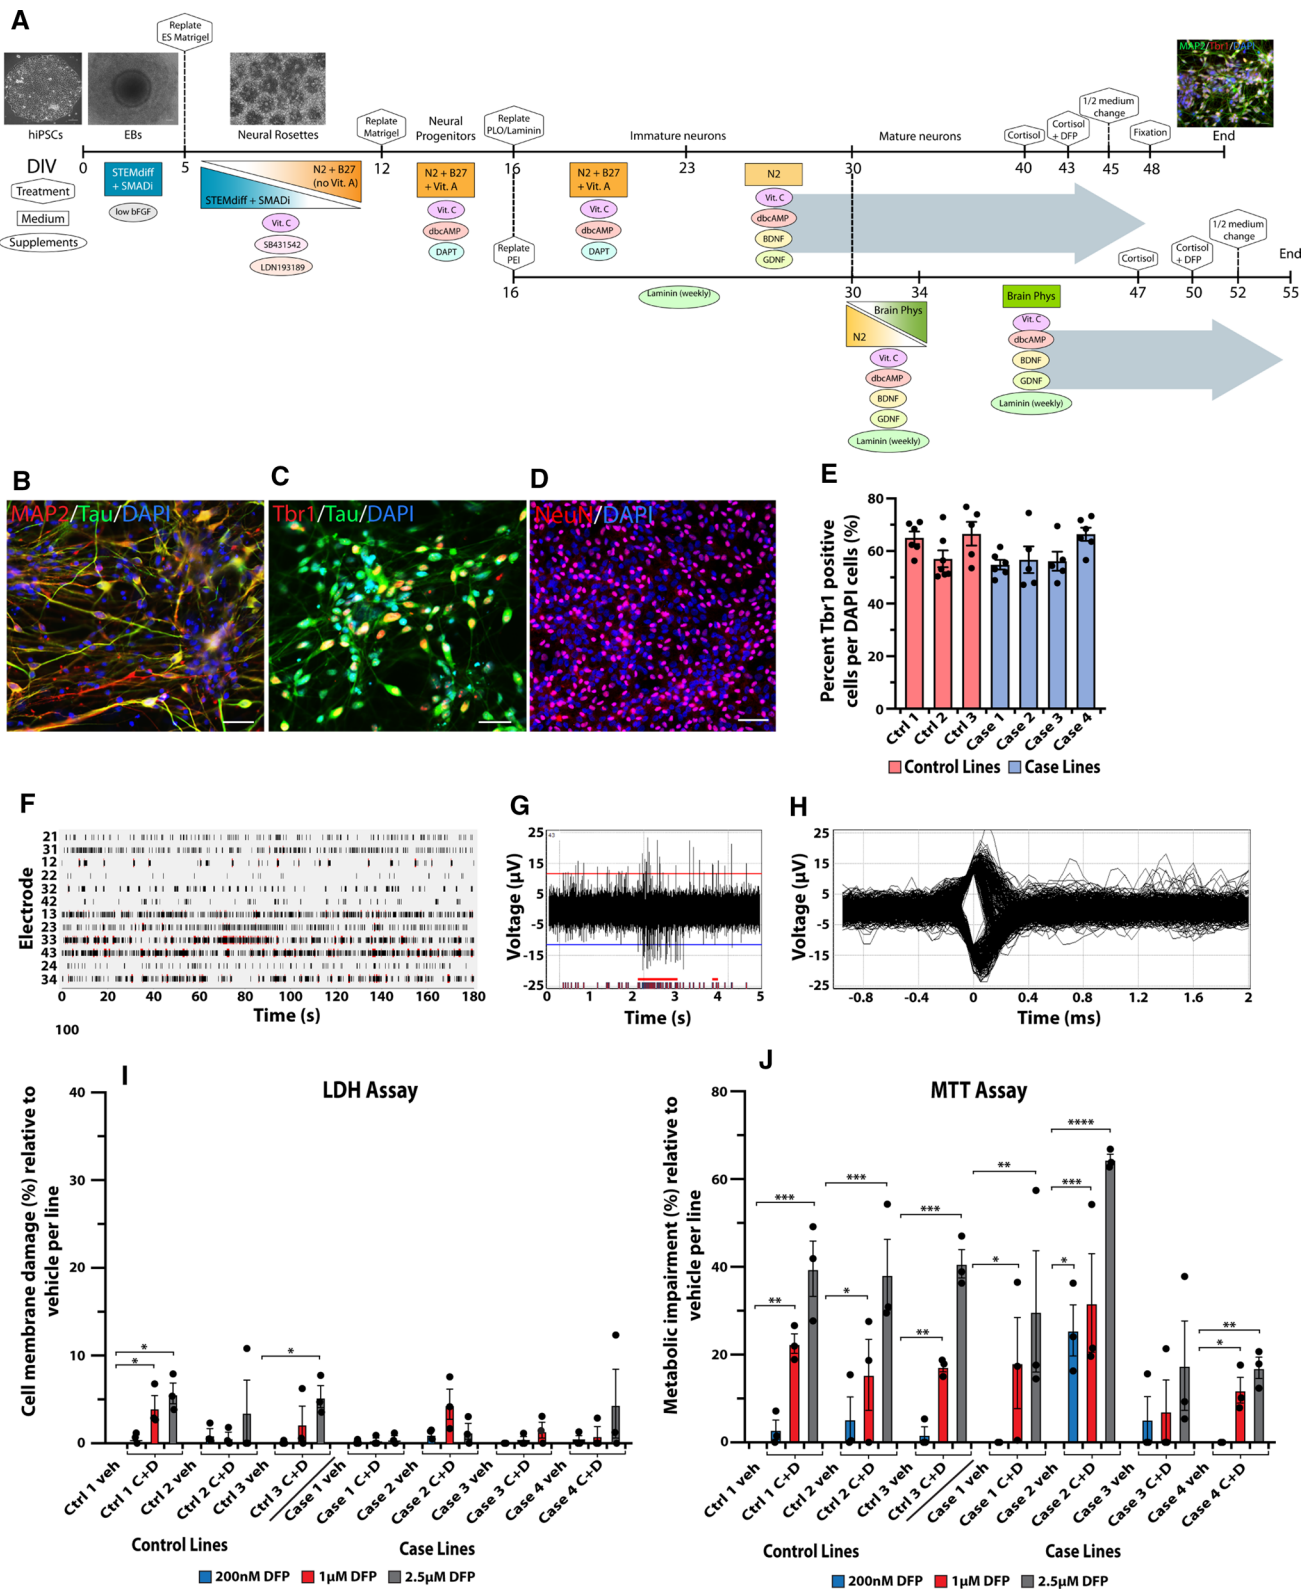 A
Replate
ES Matrigel
hiPSCs
EBs
Neural Rosettes
Replate
Matrigel
Neural
Progenitors
Replate
PLO/Laminin
Immature neurons
Mature neurons
Cortisol
Cortisol
+ DFP
1/2 medium
change
Fixation
MAP2/Tbr1/DAPI
End
DIV
0
5
12
16
23
30
40
43
45
48
Treatment
Medium
Supplements
STEMdiff
+ SMADi
low bFGF
STEMdiff + SMADi
N2 + B27
(no Vit. A)
Vit. C
SB431542
LDN193189
N2 + B27
+ Vit. A
Vit. C
dbcAMP
DAPT
N2 + B27
+ Vit. A
Vit. C
dbcAMP
DAPT
N2
Vit. C
dbcAMP
BDNF
GDNF
Replate
PEI
Cortisol
Cortisol
+ DFP
1/2 medium
change
End
16
30
34
47
50
52
55
Laminin (weekly)
N2
Brain Phys
Vit. C
dbcAMP
BDNF
GDNF
Laminin (weekly)
Brain Phys
Vit. C
dbcAMP
BDNF
GDNF
Laminin (weekly)
B
MAP2/Tau/DAPI
C
Tbr1/Tau/DAPI
D
NeuN/DAPI
E
Percent Tbr1 positive
cells per DAPI cells (%)
80
60
40
20
0
Ctrl 1
Ctrl 2
Ctrl 3
Case 1
Case 2
Case 3
Case 4
Control Lines
Case Lines
F
Electrode
21
31
12
22
32
42
13
23
33
43
24
34
0 20 40 60 80 100 120 140 160 180
Time (s)
G
Voltage (µV)
43
25
15
5
-5
-15
-25
0 1 2 3 4 5
Time (s)
H
Voltage (µV)
25
15
5
-5
-15
-25
-0.8 -0.4 0 0.4 0.8 1.2 1.6 2
Time (ms)
100
I
LDH Assay
Cell membrane damage (%) relative to
vehicle per line
40
30
20
10
0
*
*
*
Ctrl 1 veh
Ctrl 1 C+D
Ctrl 2 veh
Ctrl 2 C+D
Ctrl 3 veh
Ctrl 3 C+D
Case 1 veh
Case 1 C+D
Case 2 veh
Case 2 C+D
Case 3 veh
Case 3 C+D
Case 4 veh
Case 4 C+D
Control Lines
Case Lines
200nM DFP
1µM DFP
2.5µM DFP
J
MTT Assay
Metabolic impairment (%) relative to
vehicle per line
80
60
40
20
0
***
**
***
*
***
**
**
*
****
***
*
**
*
Ctrl 1 veh
Ctrl 1 C+D
Ctrl 2 veh
Ctrl 2 C+D
Ctrl 3 veh
Ctrl 3 C+D
Case 1 veh
Case 1 C+D
Case 2 veh
Case 2 C+D
Case 3 veh
Case 3 C+D
Case 4 veh
Case 4 C+D
Control Lines
Case Lines
200nM DFP
1µM DFP
2.5µM DFP